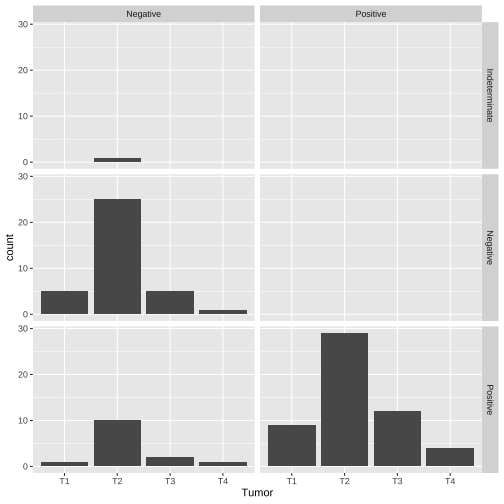 Negative Positive
30
20
10
0
Indeterminate
30
20
10
0
Negative
30
20
10
0
Positive
count
T1 T2 T3 T4 T1 T2 T3 T4
Tumor